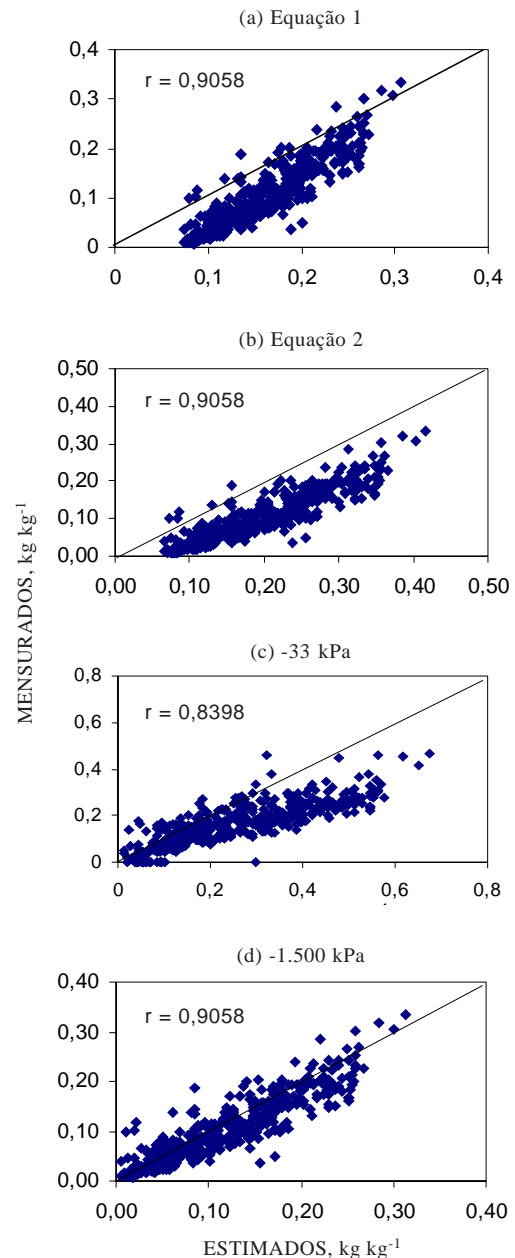 (a) Equação 1
0,4
r = 0,9058
0,3
0,2
0,1
0
0 0,1 0,2 0,3 0,4
(b) Equação 2
0,50
r = 0,9058
0,40
0,30
0,20
0,10
0,00
0,00 0,10 0,20 0,30 0,40 0,50
MENSURADOS, kg kg⁻¹
(c) -33 kPa
0,8
r = 0,8398
0,6
0,4
0,2
0
0 0,2 0,4 0,6 0,8
(d) -1.500 kPa
0,40
r = 0,9058
0,30
0,20
0,10
0,00
0,00 0,10 0,20 0,30 0,40
ESTIMADOS, kg kg⁻¹